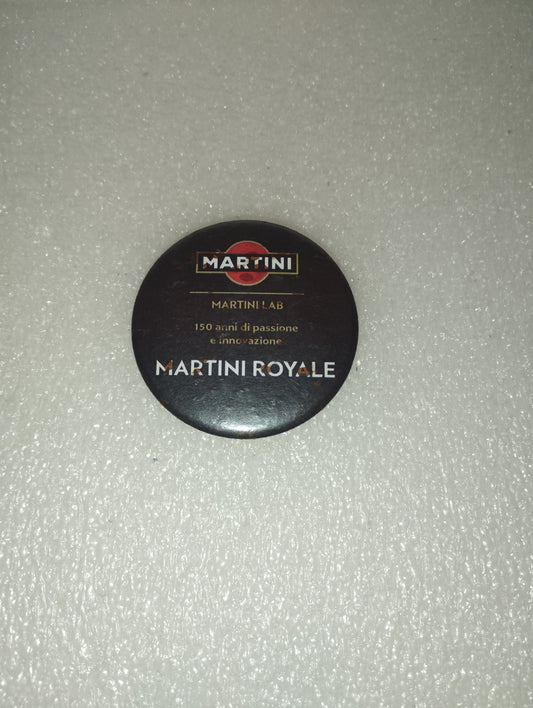 MARTINI
MARTINI LAB
150 anni di passione
e innovazione
MARTINI ROYALE